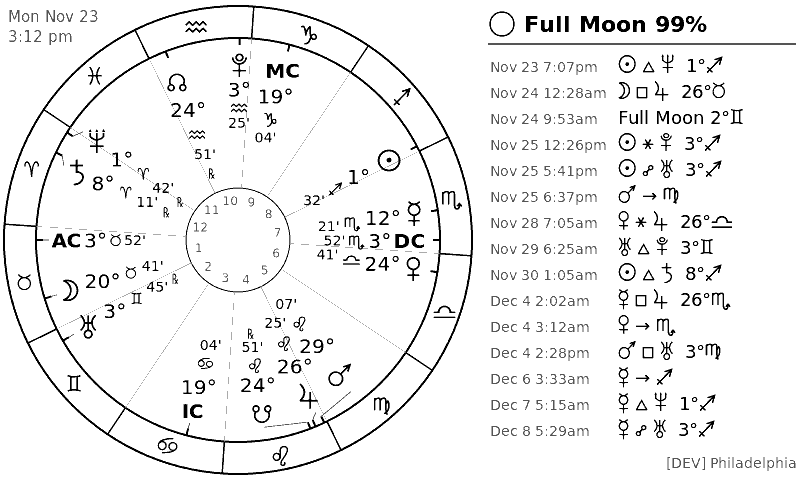 Mon Nov 23
3:12 pm
♒ ♑ ♐ ♏ ♎ ♍ ♌ ♋ ♊ ♉ ♈ ♓
♇ 3° ♒ 25'
MC 19° ♑ 04'
☊ 24° ♒ 51' ℞
♆ 1° ♈ 42' ℞
♄ 8° ♈ 11' ℞
☉ 1° ♐ 32'
☿ 12° ♏ 21'
AC 3° ♉ 52'
52' ♏ 3° DC
♀ 24° ♎ 41'
☽ 20° ♉ 41'
♅ 3° ♊ 45' ℞
04' ♋ 19° IC
☋ 24° ♌ 51' ℞
♃ 26° ♌ 25'
♂ 29° ♌ 07'
1 2 3 4 5 6 7 8 9 10 11 12
Full Moon 99%
Nov 23 7:07pm ☉ △ ♆ 1°♐
Nov 24 12:28am ☽ □ ♃ 26°♉
Nov 24 9:53am Full Moon 2°♊
Nov 25 12:26pm ☉ ⚹ ♇ 3°♐
Nov 25 5:41pm ☉ ☍ ♅ 3°♐
Nov 25 6:37pm ♂ → ♍
Nov 28 7:05am ♀ ⚹ ♃ 26°♎
Nov 29 6:25am ♅ △ ♇ 3°♊
Nov 30 1:05am ☉ △ ♄ 8°♐
Dec 4 2:02am ☿ □ ♃ 26°♏
Dec 4 3:12am ♀ → ♏
Dec 4 2:28pm ♂ □ ♅ 3°♍
Dec 6 3:33am ☿ → ♐
Dec 7 5:15am ☿ △ ♆ 1°♐
Dec 8 5:29am ☿ ☍ ♅ 3°♐
[DEV] Philadelphia